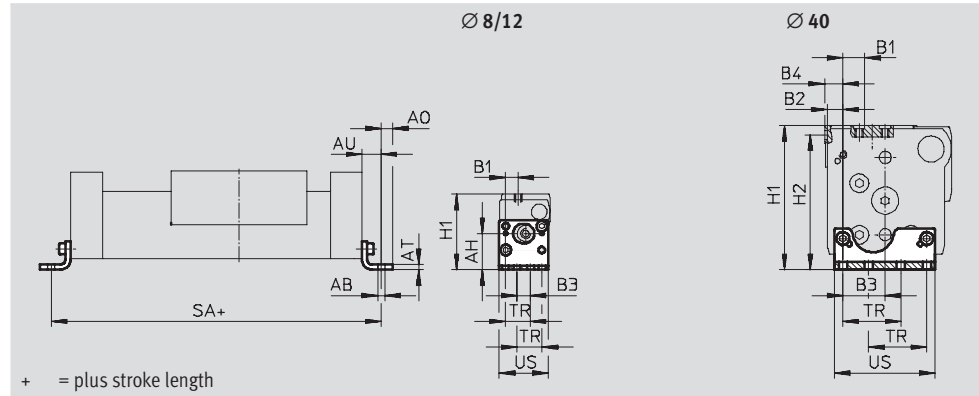 Ø 8/12
Ø 40
B1
B4
B2
AO
AU
B1
H1
AH
H1
H2
AT
AB
B3
B3
SA+
TR
TR
TR
TR
US
US
+ = plus stroke length